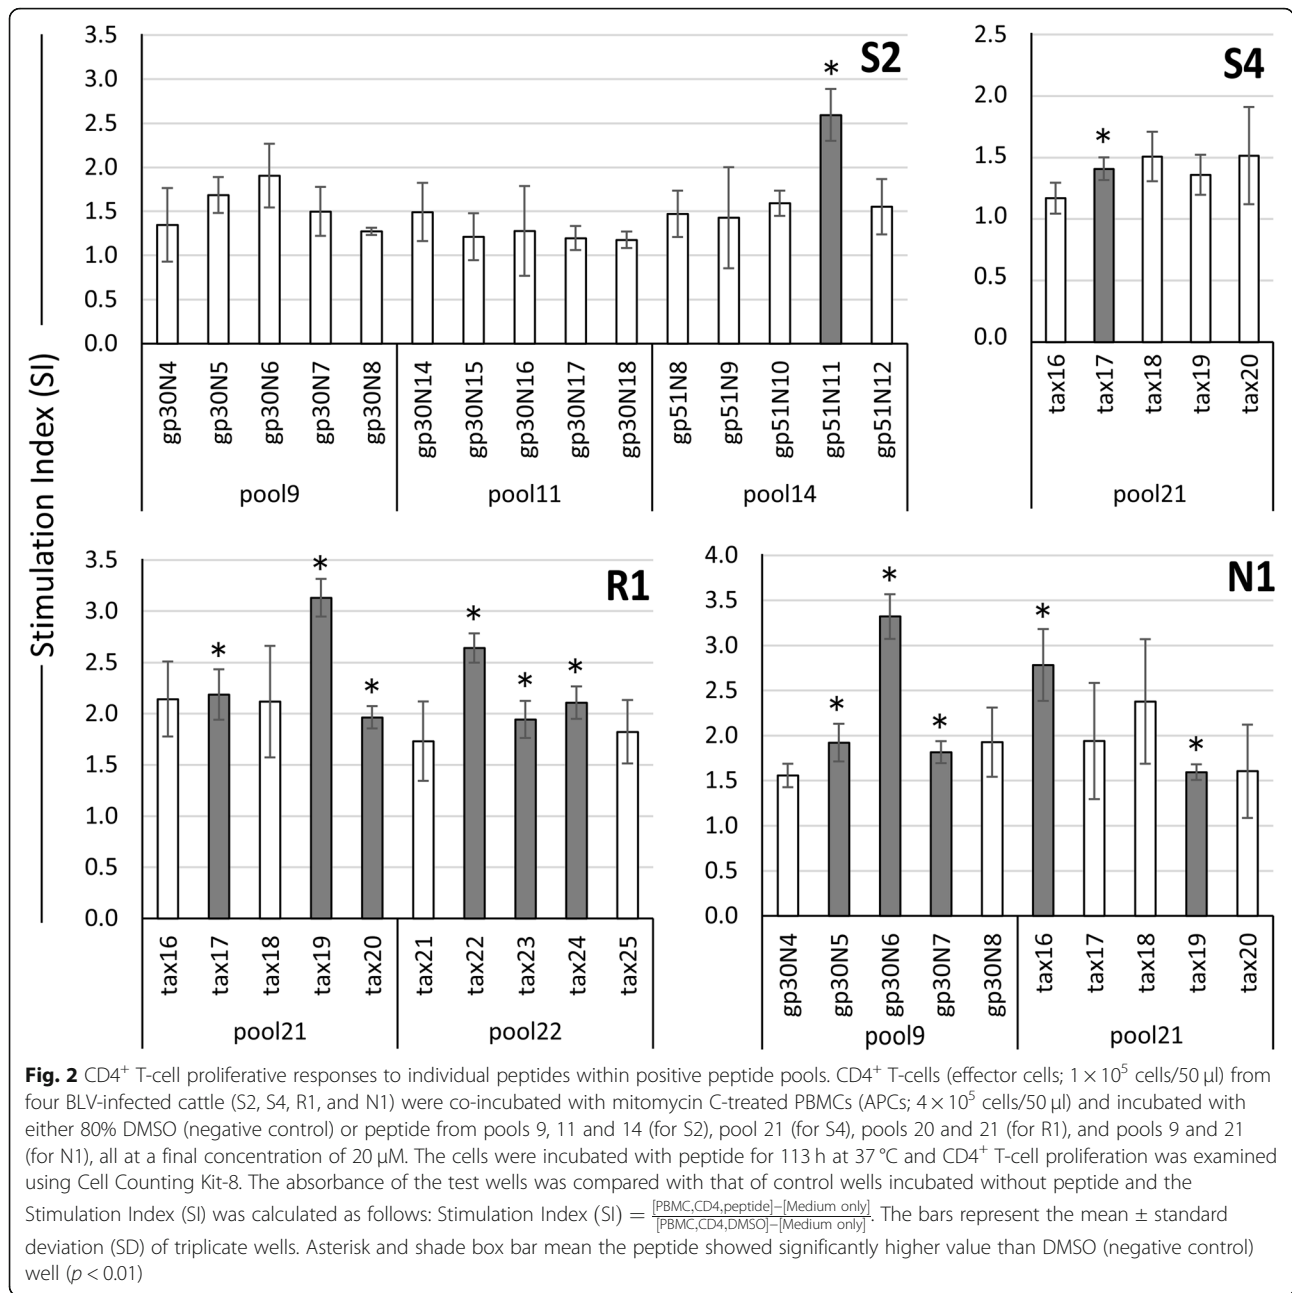 Stimulation Index (SI)
S2
3.5
3.0
2.5
2.0
1.5
1.0
0.5
0.0
*
gp30N4
gp30N5
gp30N6
gp30N7
gp30N8
gp30N14
gp30N15
gp30N16
gp30N17
gp30N18
gp51N8
gp51N9
gp51N10
gp51N11
gp51N12
pool9
pool11
pool14
S4
2.5
2.0
1.5
1.0
0.5
0.0
*
tax16
tax17
tax18
tax19
tax20
pool21
R1
3.5
3.0
2.5
2.0
1.5
1.0
0.5
0.0
* * * * * *
tax16
tax17
tax18
tax19
tax20
tax21
tax22
tax23
tax24
tax25
pool21
pool22
N1
4.0
3.5
3.0
2.5
2.0
1.5
1.0
0.5
0.0
* * * * *
gp30N4
gp30N5
gp30N6
gp30N7
gp30N8
tax16
tax17
tax18
tax19
tax20
pool9
pool21
Fig. 2 CD4⁺ T-cell proliferative responses to individual peptides within positive peptide pools. CD4⁺ T-cells (effector cells; 1 × 10⁵ cells/50 μl) from
four BLV-infected cattle (S2, S4, R1, and N1) were co-incubated with mitomycin C-treated PBMCs (APCs; 4 × 10⁵ cells/50 μl) and incubated with
either 80% DMSO (negative control) or peptide from pools 9, 11 and 14 (for S2), pool 21 (for S4), pools 20 and 21 (for R1), and pools 9 and 21
(for N1), all at a final concentration of 20 μM. The cells were incubated with peptide for 113 h at 37 °C and CD4⁺ T-cell proliferation was examined
using Cell Counting Kit-8. The absorbance of the test wells was compared with that of control wells incubated without peptide and the
Stimulation Index (SI) was calculated as follows: Stimulation Index (SI) = [PBMC,CD4,peptide]−[Medium only] / [PBMC,CD4,DMSO]−[Medium only]. The bars represent the mean ± standard
deviation (SD) of triplicate wells. Asterisk and shade box bar mean the peptide showed significantly higher value than DMSO (negative control)
well (p < 0.01)